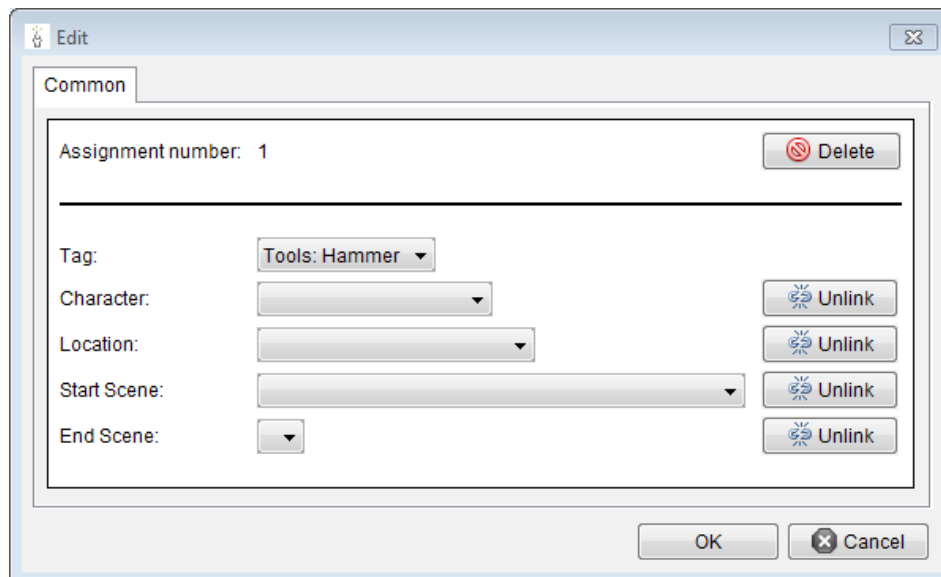 Edit
Common
Assignment number: 1
Delete
Tag:
Tools: Hammer
Character:
Unlink
Location:
Unlink
Start Scene:
Unlink
End Scene:
Unlink
OK
Cancel